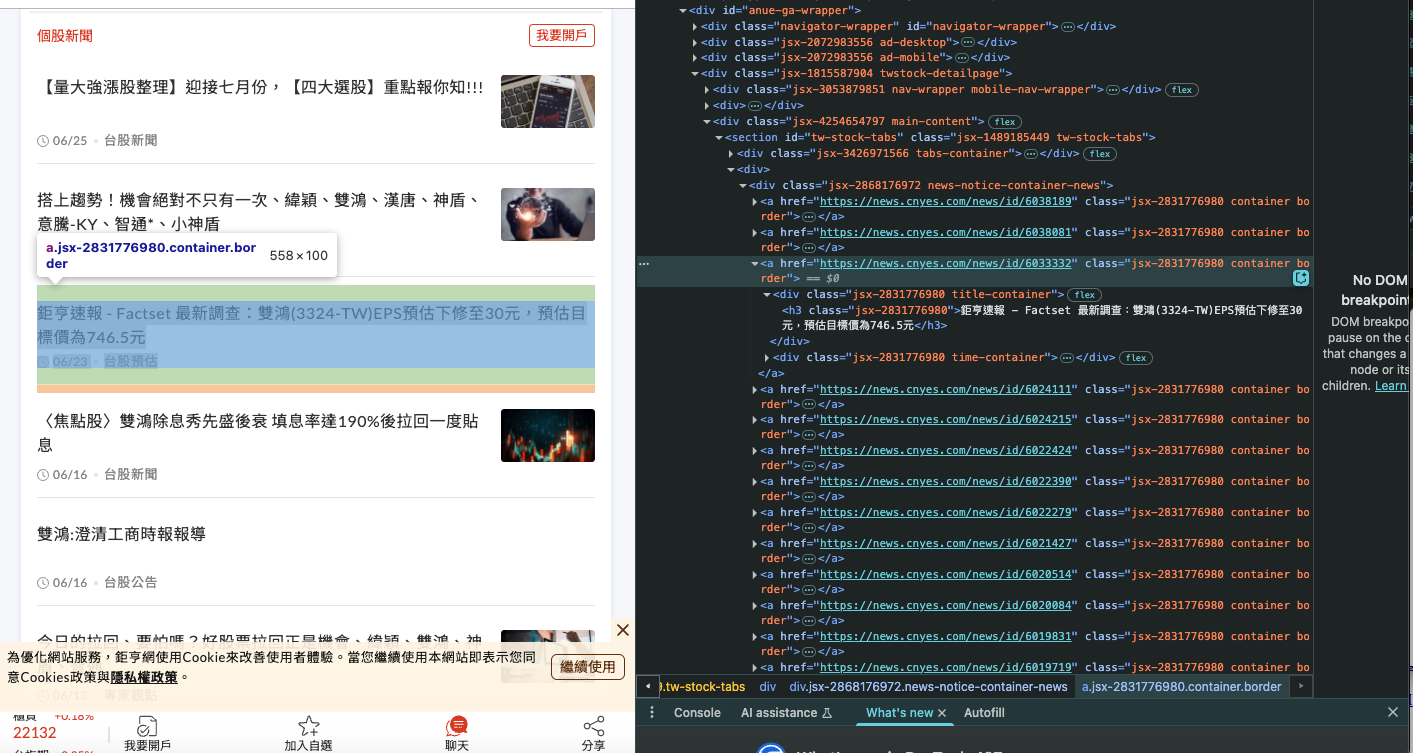 個股新聞
我要開戶
【量大強漲股整理】迎接七月份，【四大選股】重點報你知!!!
06/25 • 台股新聞
搭上趨勢！機會絕對不只有一次、緯穎、雙鴻、漢唐、神盾、
意騰-KY、智通*、小神盾
a.jsx-2831776980.container.bor
der
558 × 100
鉅亨速報 - Factset 最新調查：雙鴻(3324-TW)EPS預估下修至30元，預估目
標價為746.5元
06/23 • 台股預估
〈焦點股〉雙鴻除息秀先盛後衰 填息率達190%後拉回一度貼
息
06/16 • 台股新聞
雙鴻:澄清工商時報報導
06/16 • 台股公告
今日的拉回、要怕嗎？好股票拉回正是機會、緯穎、雙鴻、神
06/13 • 專家觀點
為優化網站服務，鉅亨網使用Cookie來改善使用者體驗。當您繼續使用本網站即表示您同
意Cookies政策與隱私權政策。
繼續使用
櫃買 +0.18%
22132
我要開戶
加入自選
聊天
分享
<div id="anue-ga-wrapper">
<div class="navigator-wrapper" id="navigator-wrapper">…</div>
<div class="jsx-2072983556 ad-desktop">…</div>
<div class="jsx-2072983556 ad-mobile">…</div>
<div class="jsx-1815587904 twstock-detailpage">
<div class="jsx-3053879851 nav-wrapper mobile-nav-wrapper">…</div> flex
<div>…</div>
<div class="jsx-4254654797 main-content"> flex
<section id="tw-stock-tabs" class="jsx-1489185449 tw-stock-tabs">
<div class="jsx-3426971566 tabs-container">…</div> flex
<div>
<div class="jsx-2868176972 news-notice-container-news">
<a href="https://news.cnyes.com/news/id/6038189" class="jsx-2831776980 container bo
rder">…</a>
<a href="https://news.cnyes.com/news/id/6038081" class="jsx-2831776980 container bo
rder">…</a>
<a href="https://news.cnyes.com/news/id/6033332" class="jsx-2831776980 container bo
rder"> == $0
<div class="jsx-2831776980 title-container"> flex
<h3 class="jsx-2831776980">鉅亨速報 - Factset 最新調查：雙鴻(3324-TW)EPS預估下修至30
元，預估目標價為746.5元</h3>
</div>
<div class="jsx-2831776980 time-container">…</div> flex
</a>
<a href="https://news.cnyes.com/news/id/6024111" class="jsx-2831776980 container bo
rder">…</a>
<a href="https://news.cnyes.com/news/id/6024215" class="jsx-2831776980 container bo
rder">…</a>
<a href="https://news.cnyes.com/news/id/6022424" class="jsx-2831776980 container bo
rder">…</a>
<a href="https://news.cnyes.com/news/id/6022390" class="jsx-2831776980 container bo
rder">…</a>
<a href="https://news.cnyes.com/news/id/6022279" class="jsx-2831776980 container bo
rder">…</a>
<a href="https://news.cnyes.com/news/id/6021427" class="jsx-2831776980 container bo
rder">…</a>
<a href="https://news.cnyes.com/news/id/6020514" class="jsx-2831776980 container bo
rder">…</a>
<a href="https://news.cnyes.com/news/id/6020084" class="jsx-2831776980 container bo
rder">…</a>
<a href="https://news.cnyes.com/news/id/6019831" class="jsx-2831776980 container bo
rder">…</a>
<a href="https://news.cnyes.com/news/id/6019719" class="jsx-2831776980 container bo
.tw-stock-tabs div div.jsx-2868176972.news-notice-container-news a.jsx-2831776980.container.border
Console AI assistance What's new Autofill
No DOM
breakpoint
DOM breakpo
pause on the
that changes a
node or its
children. Learn